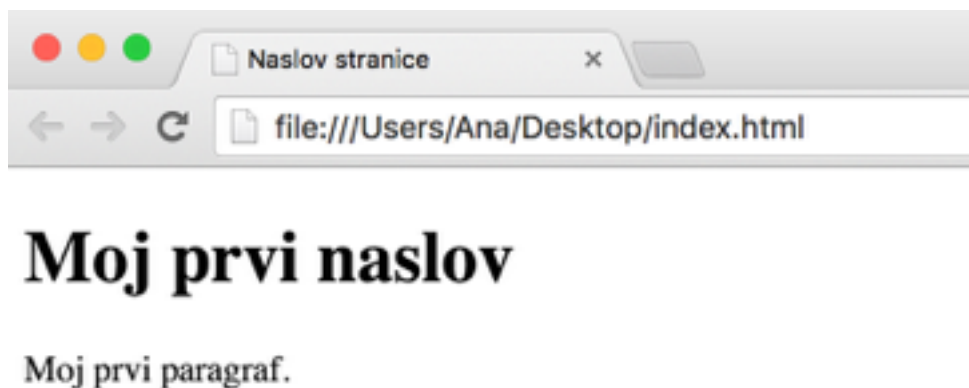 Naslov stranice
file:///Users/Ana/Desktop/index.html
Moj prvi naslov
Moj prvi paragraf.